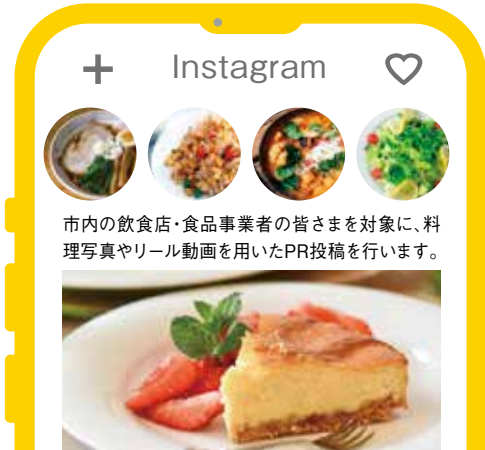 Instagram
市内の飲食店・食品事業者の皆さまを対象に、料
理写真やリール動画を用いたPR投稿を行います。